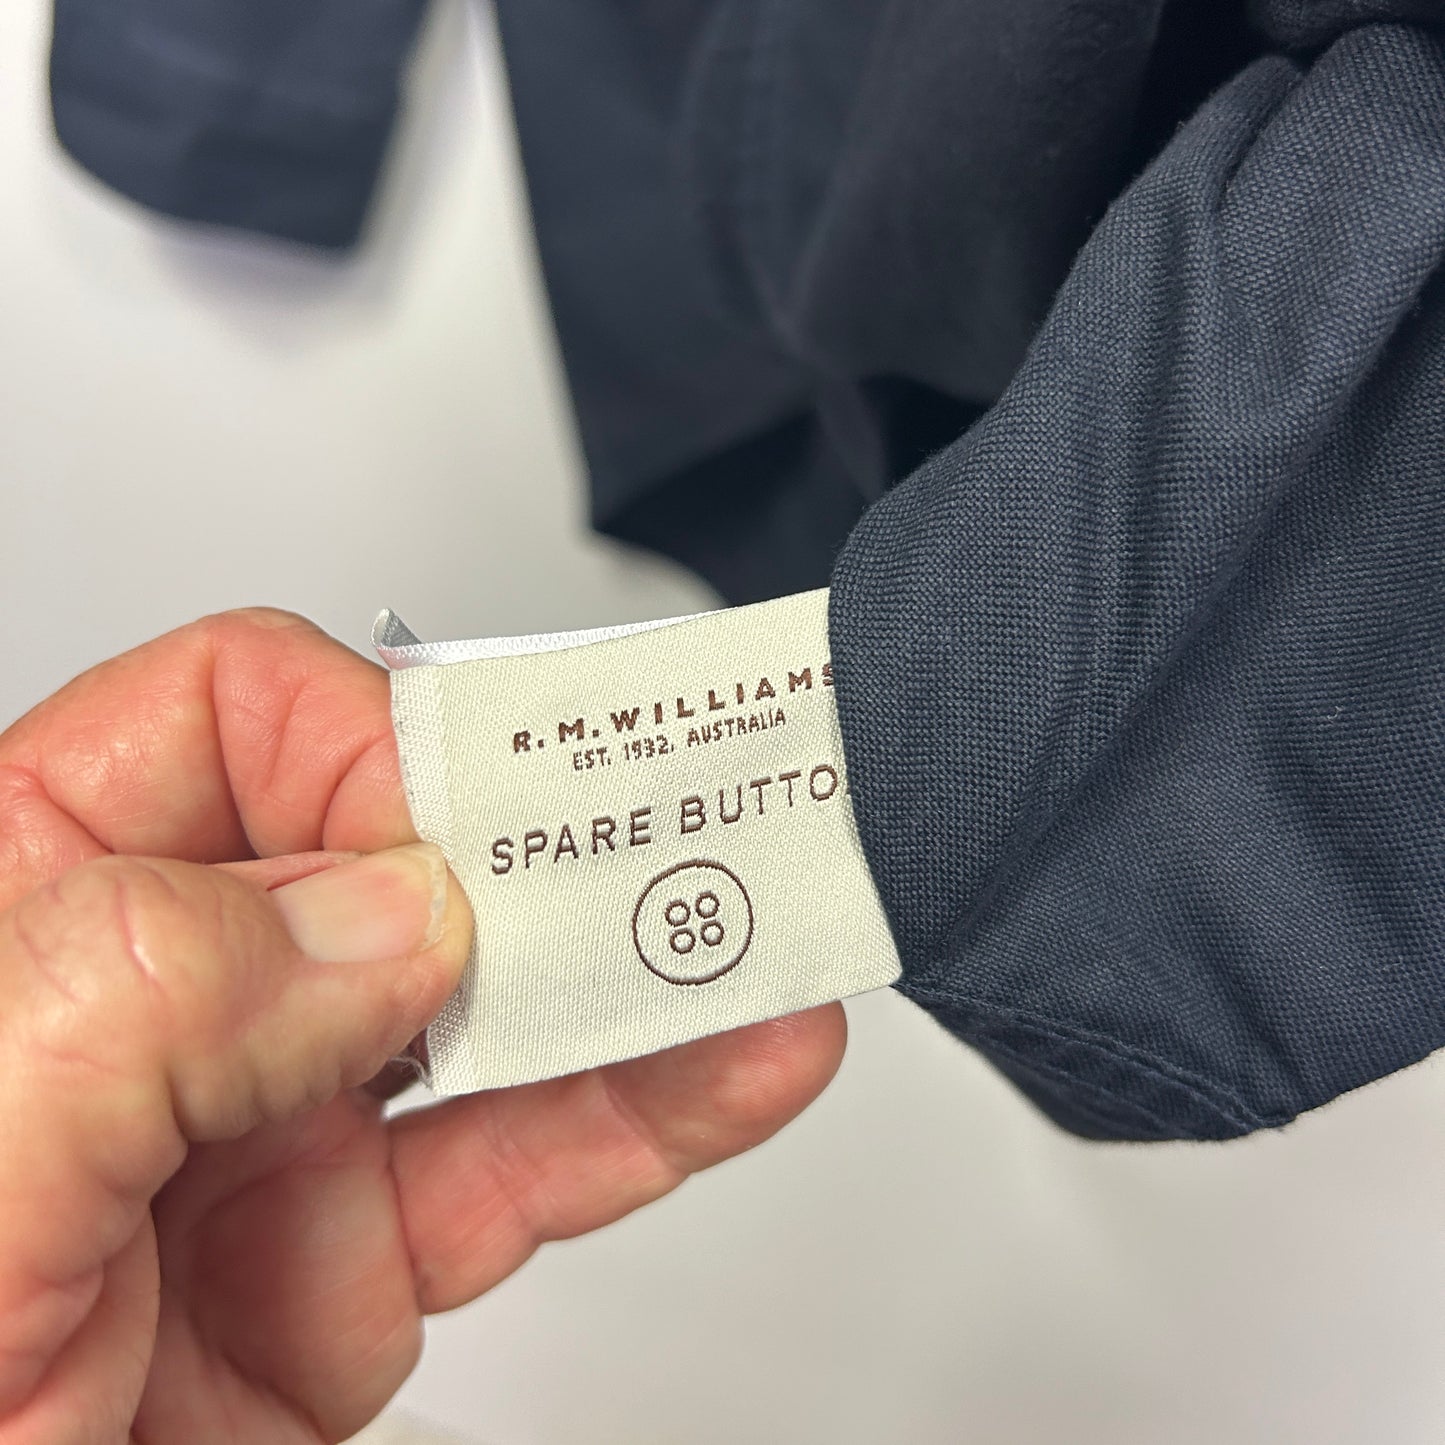 R. M. WILLIAMS
EST. 1932, AUSTRALIA
SPARE BUTTO